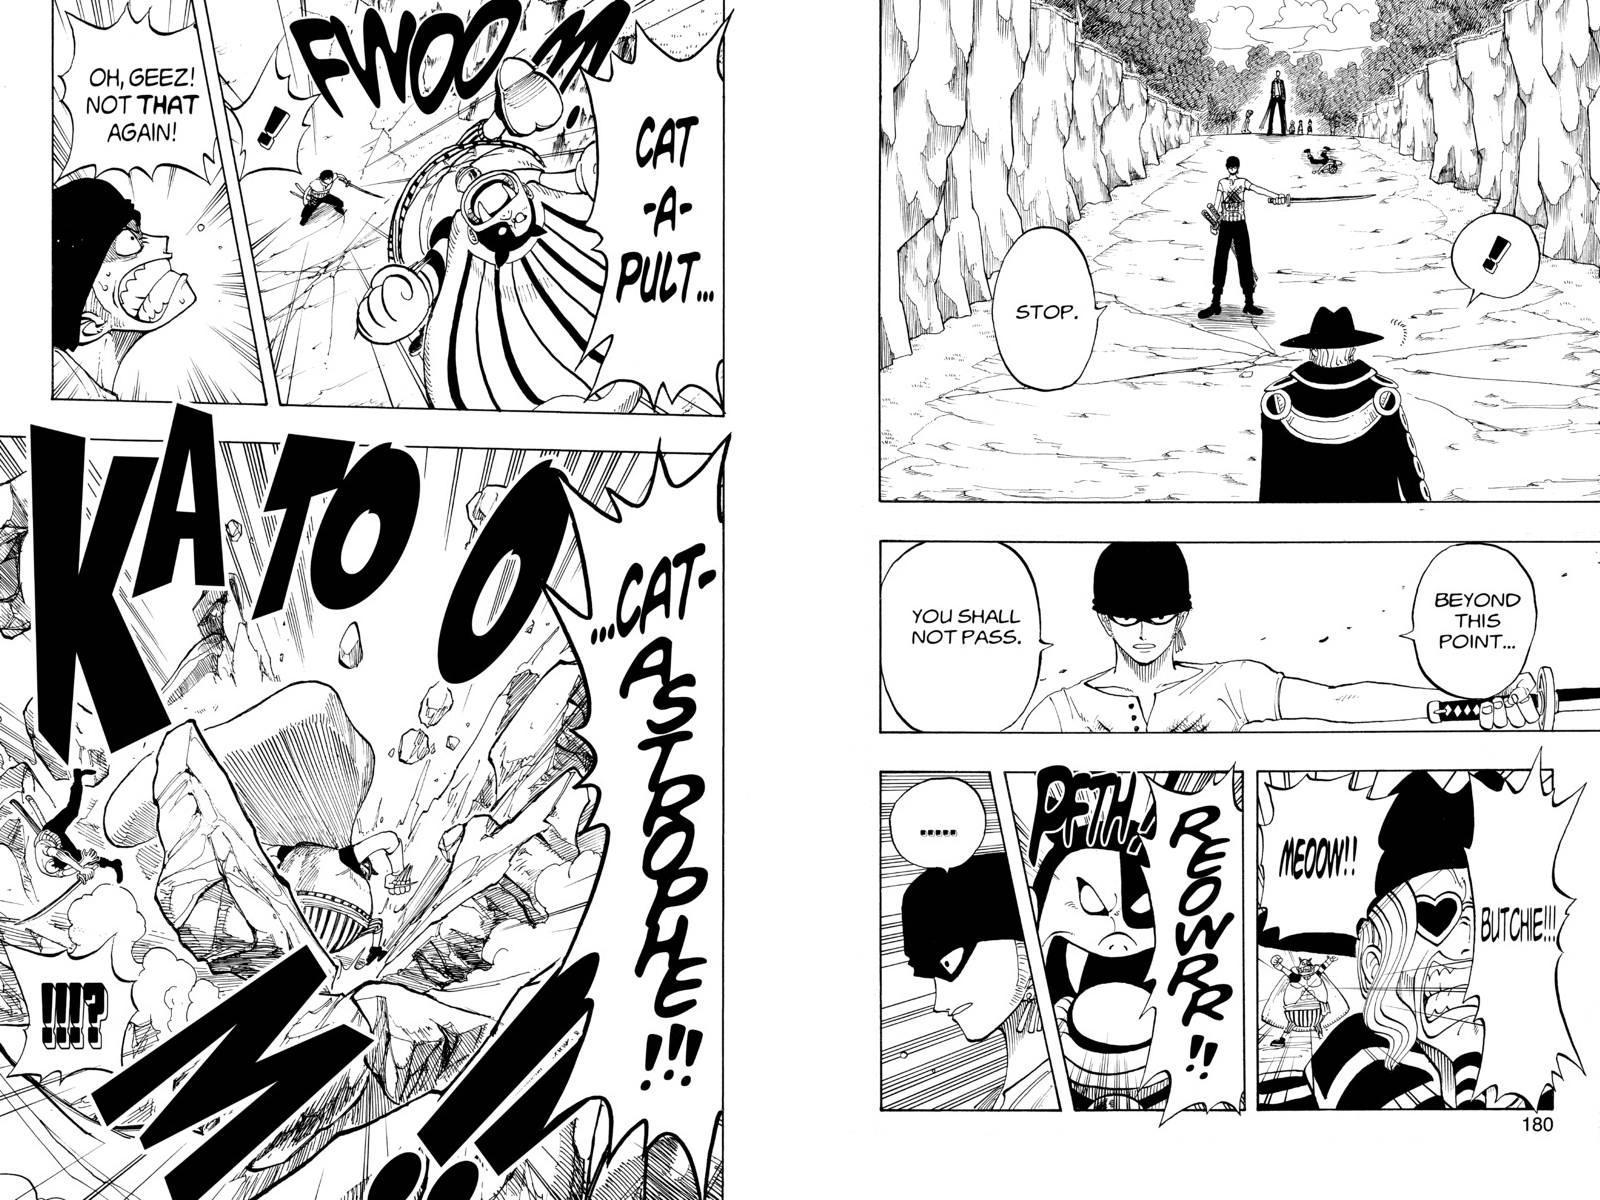 !
STOP.
BEYOND
THIS
POINT...
YOU SHALL
NOT PASS.
MEOOW!!
BUTCHIE!!!
REOWRR!!
PFTH!
.....
180
CAT
-A-
PULT...
FWOOM
!
OH, GEEZ!
NOT THAT
AGAIN!
...CAT-
ASTROPHE!!!
KATOOM!!
!!!?